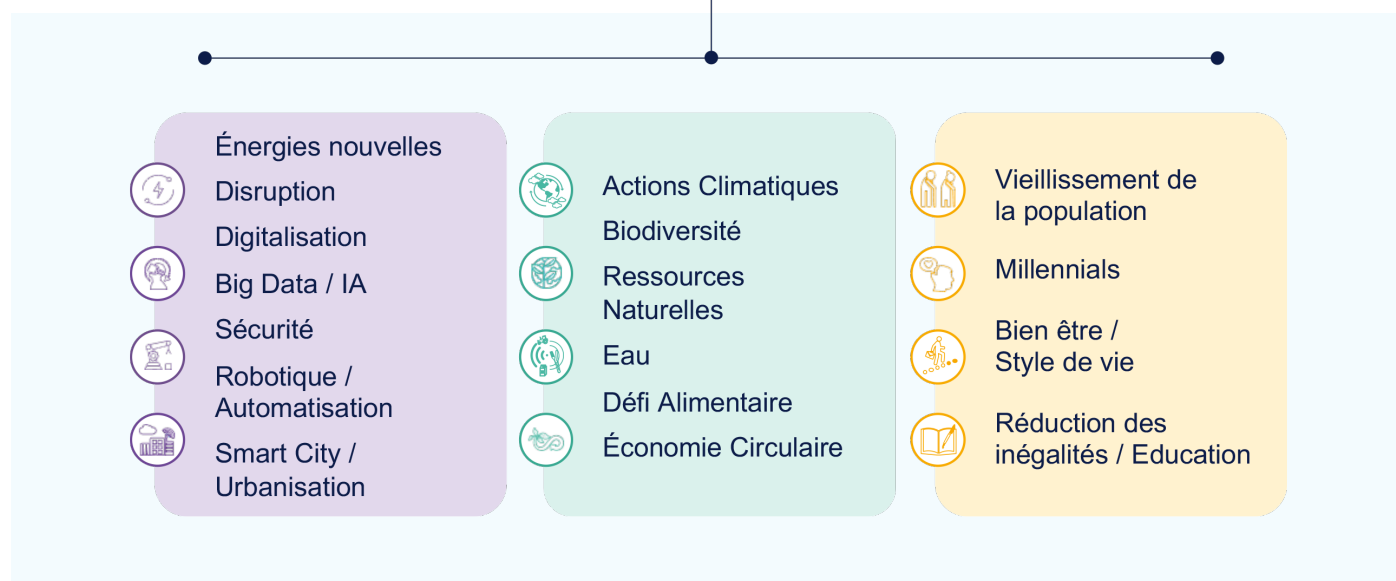 Énergies nouvelles
Disruption
Digitalisation
Big Data / IA
Sécurité
Robotique /
Automatisation
Smart City /
Urbanisation
Actions Climatiques
Biodiversité
Ressources
Naturelles
Eau
Défi Alimentaire
Économie Circulaire
Vieillissement de
la population
Millennials
Bien être /
Style de vie
Réduction des
inégalités / Education